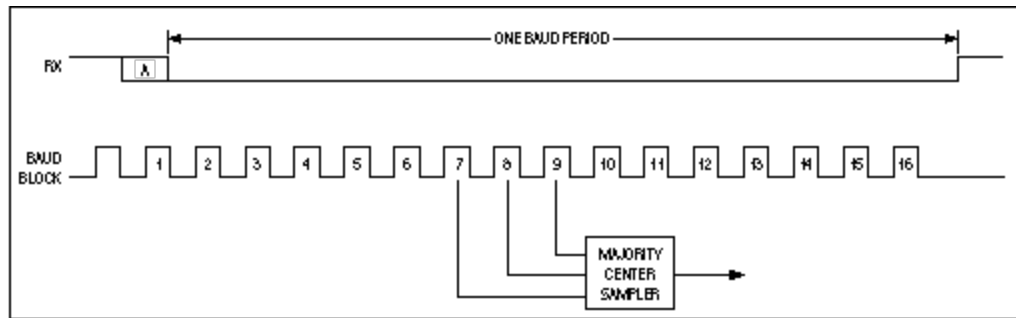 ONE BAUD PERIOD
RX
A
BAUD
BLOCK
1 2 3 4 5 6 7 8 9 10 11 12 13 14 15 16
MAJORITY
CENTER
SAMPLER